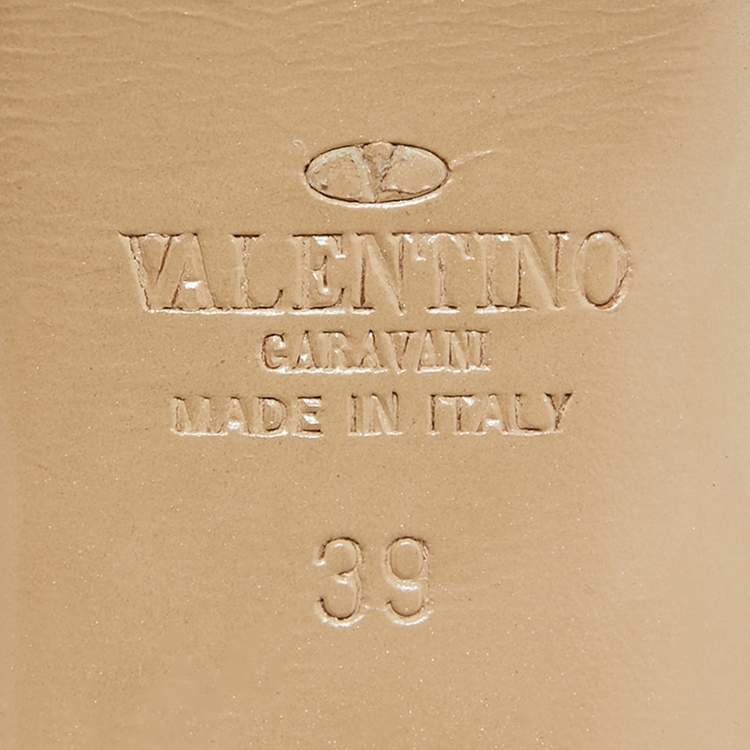 VALENTINO
GARAVANI
MADE IN ITALY
39